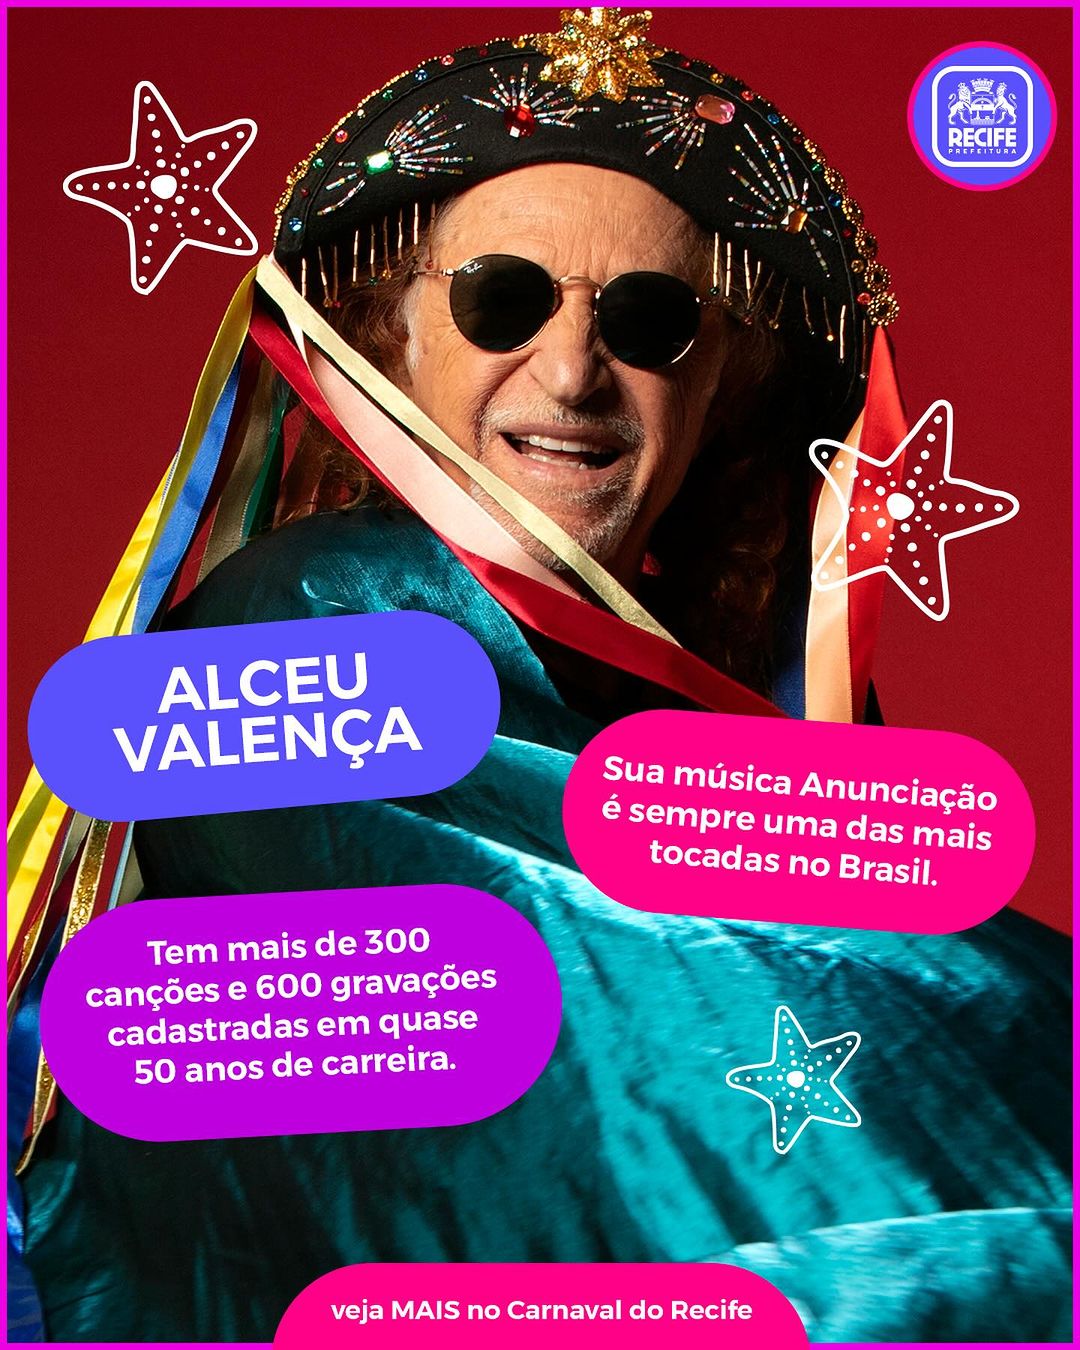 RECIFE
PREFEITURA
ALCEU
VALENÇA
Sua música Anunciação
é sempre uma das mais
tocadas no Brasil.
Tem mais de 300
canções e 600 gravações
cadastradas em quase
50 anos de carreira.
veja MAIS no Carnaval do Recife